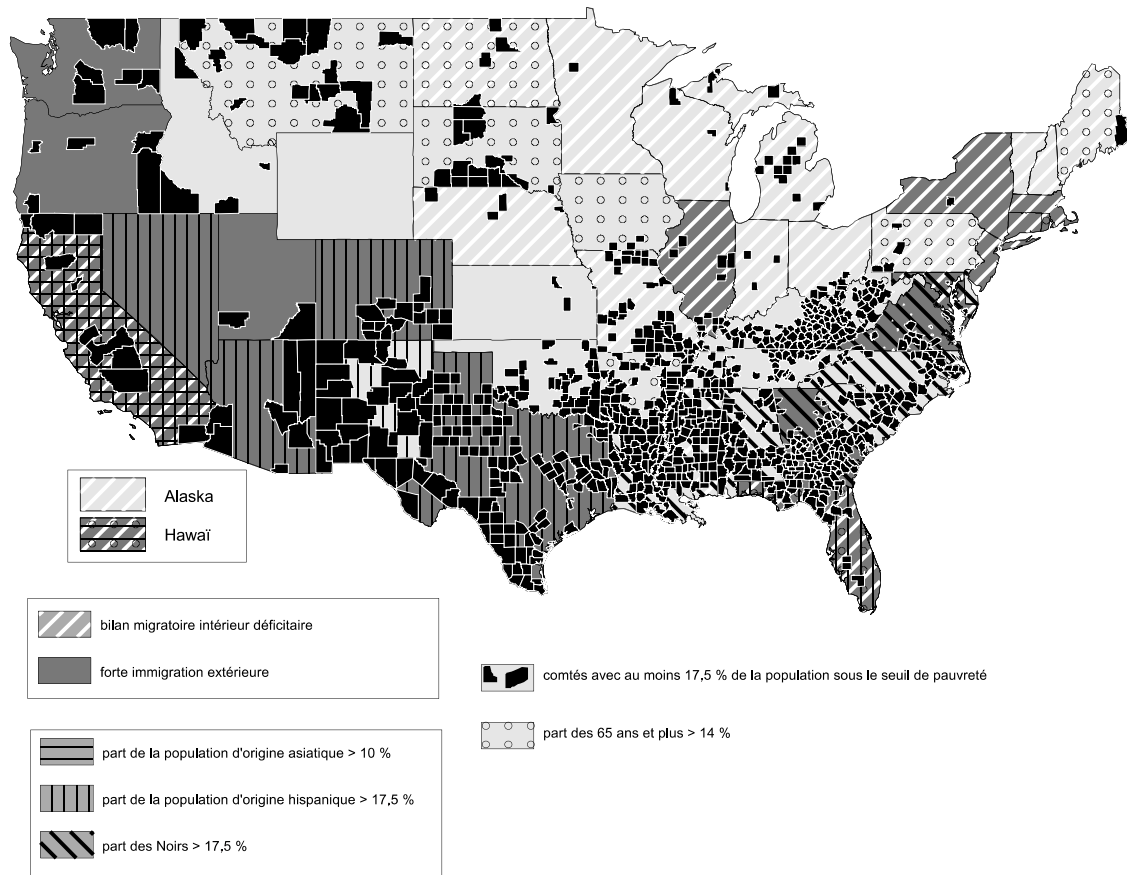 Alaska
Hawaï
bilan migratoire intérieur déficitaire
forte immigration extérieure
comtés avec au moins 17,5 % de la population sous le seuil de pauvreté
part des 65 ans et plus > 14 %
part de la population d'origine asiatique > 10 %
part de la population d'origine hispanique > 17,5 %
part des Noirs > 17,5 %